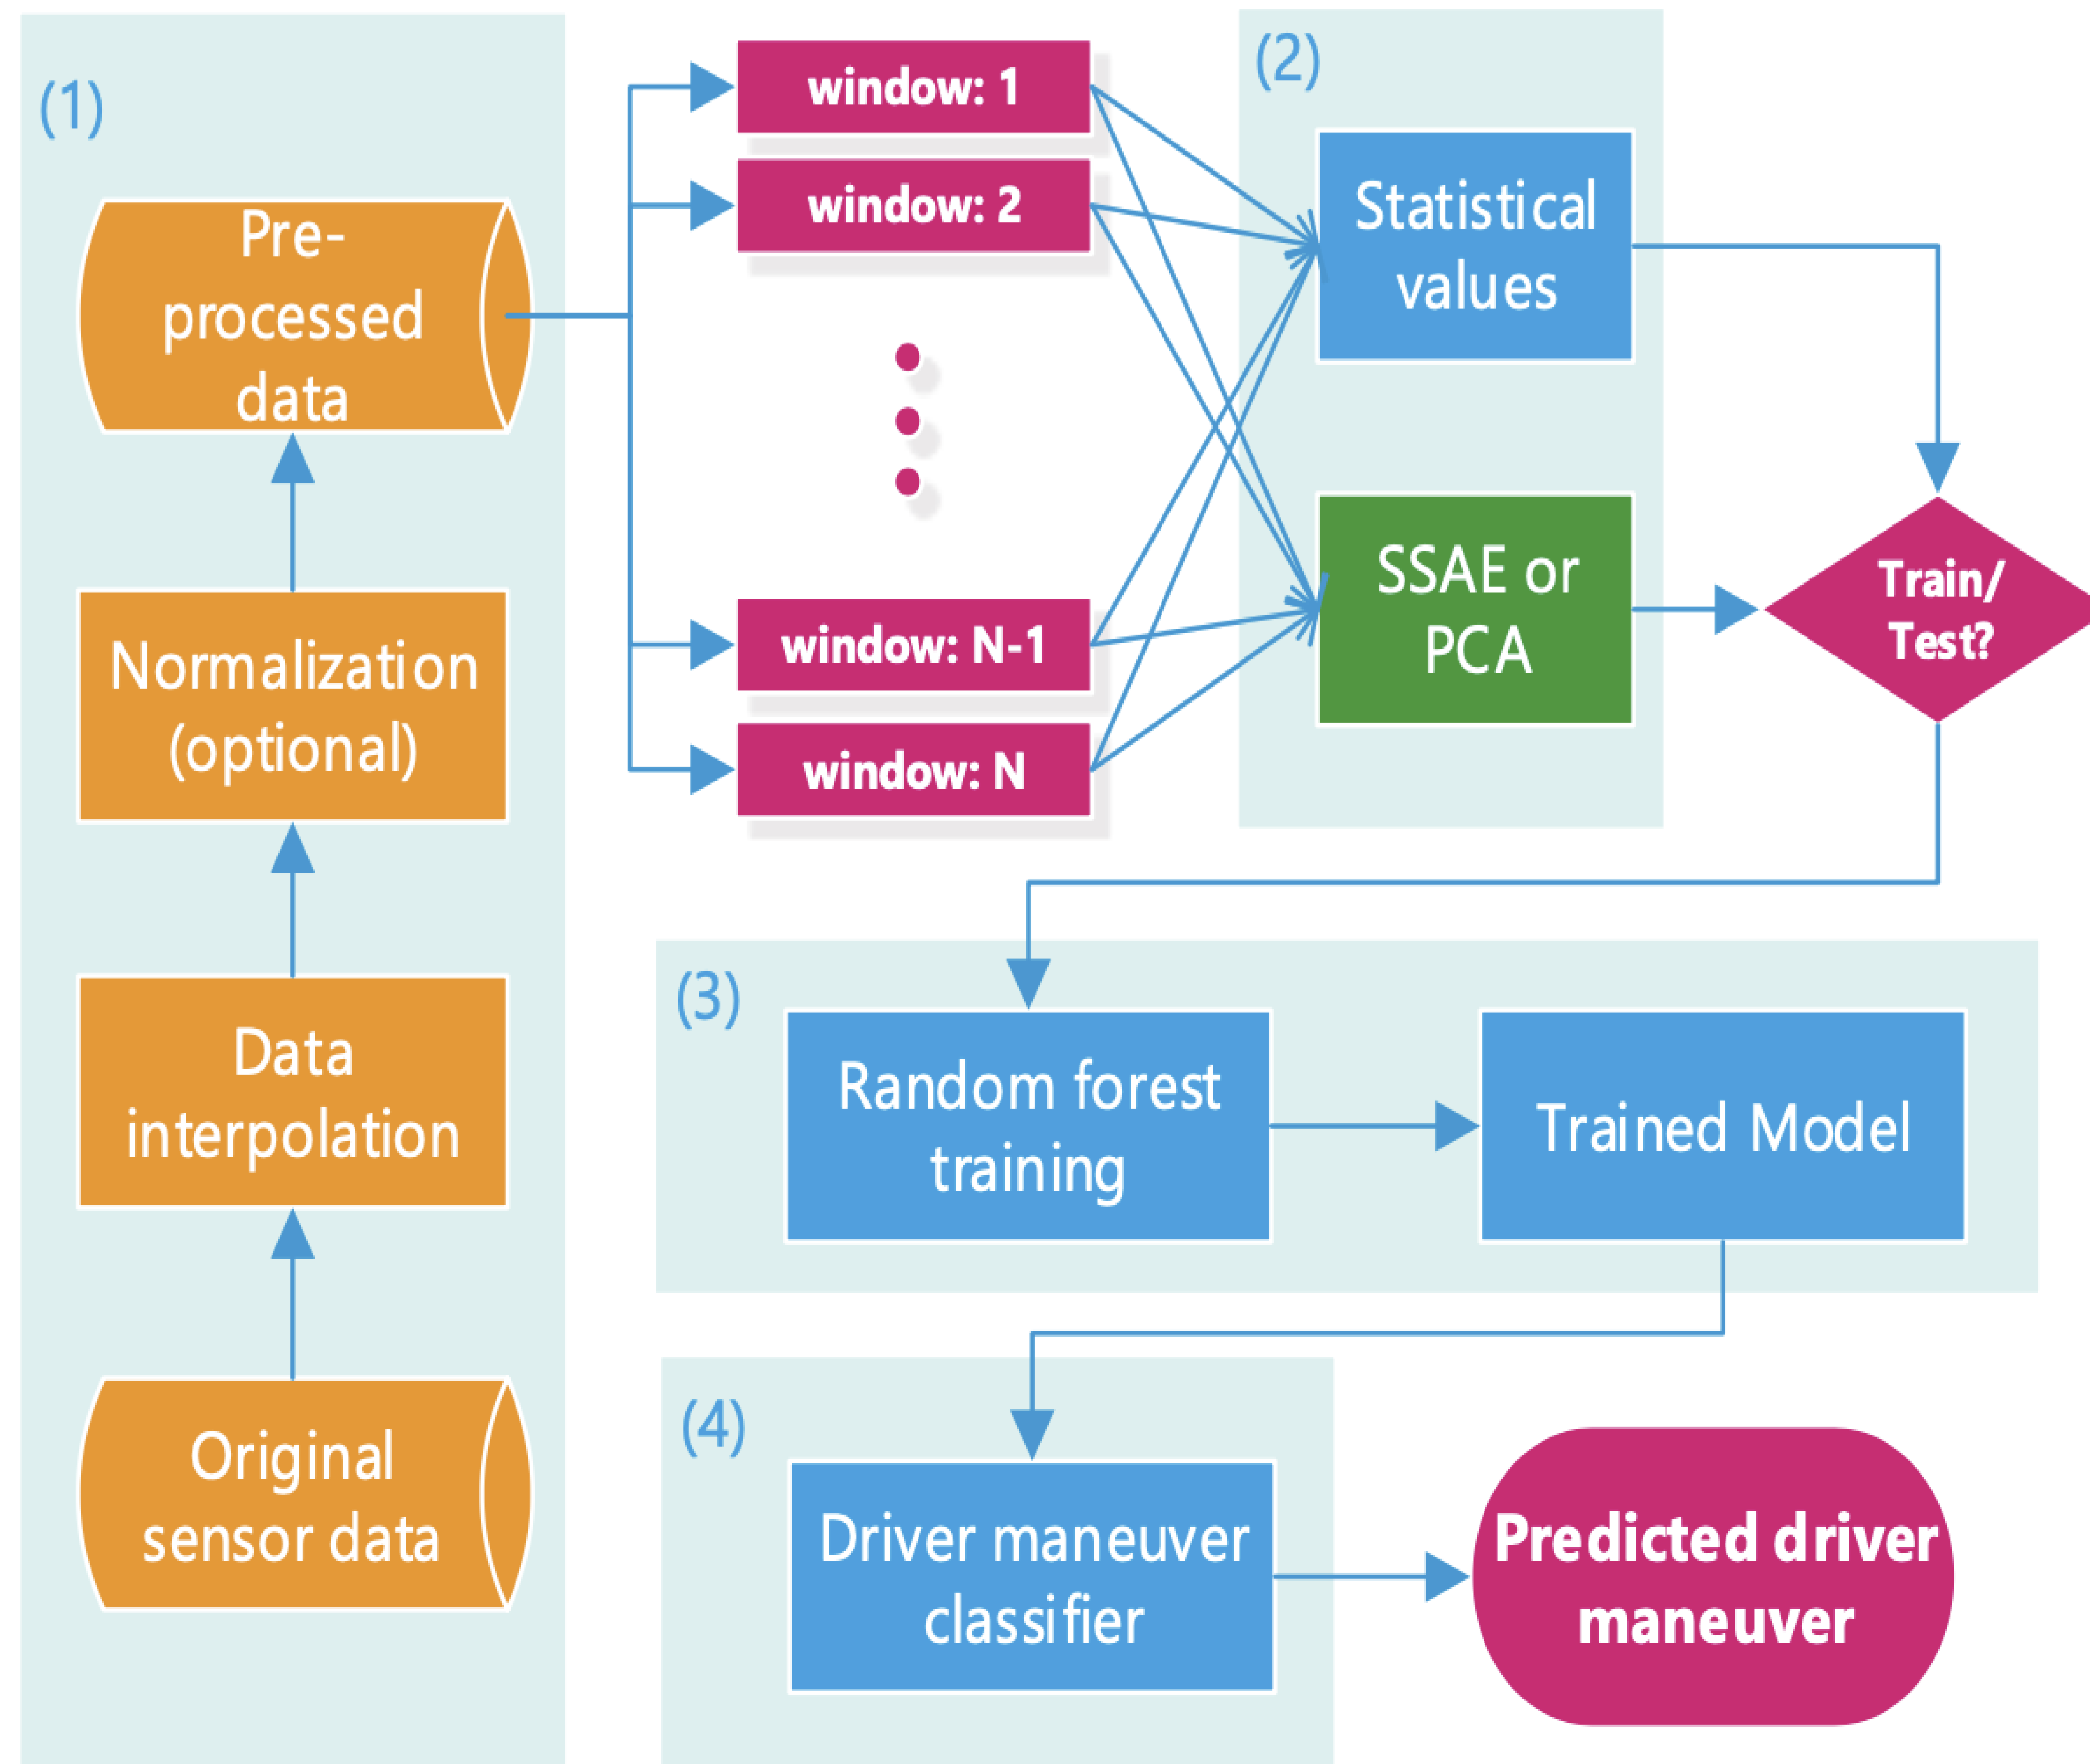 (1)
Pre-
processed
data
Normalization
(optional)
Data
interpolation
Original
sensor data
window: 1
window: 2
window: N-1
window: N
(2)
Statistical
values
SSAE or
PCA
Train/
Test?
(3)
Random forest
training
Trained Model
(4)
Driver maneuver
classifier
Predicted driver
maneuver